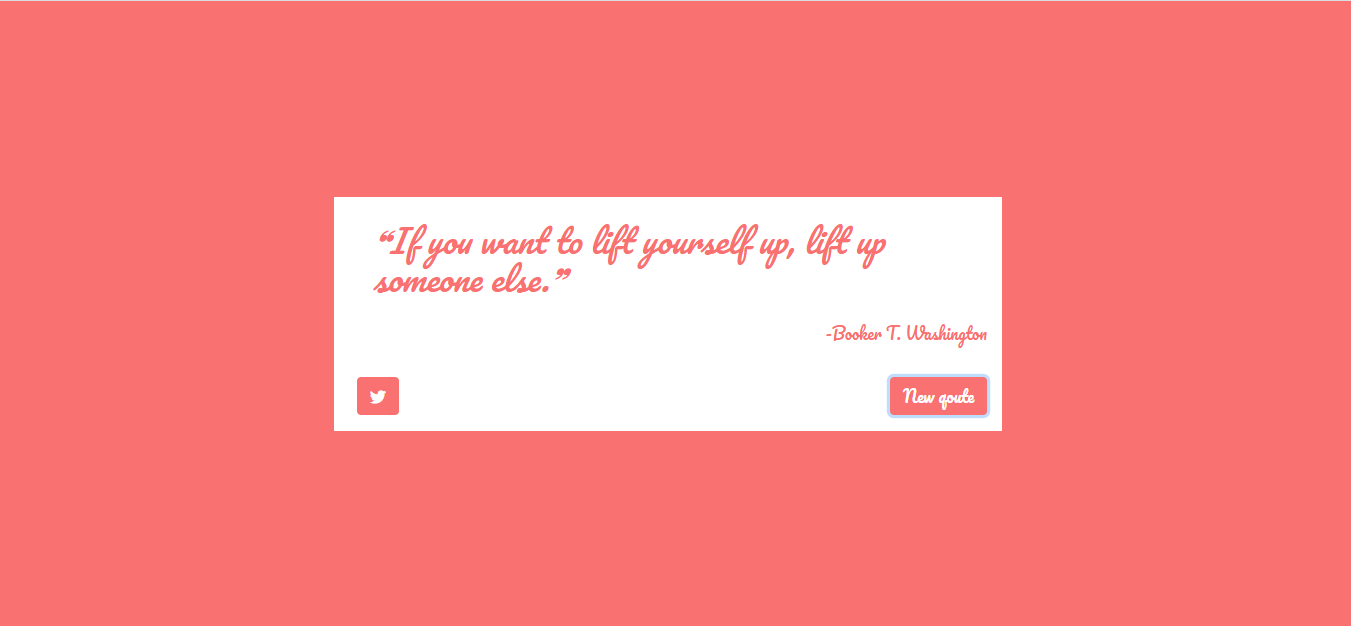 “If you want to lift yourself up, lift up
someone else.”
-Booker T. Washington
New qoute